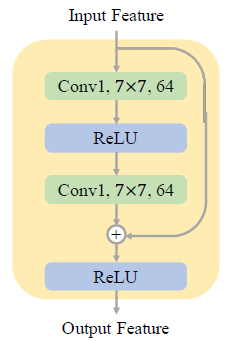 Input Feature
Conv1, 7×7, 64
ReLU
Conv1, 7×7, 64
+
ReLU
Output Feature